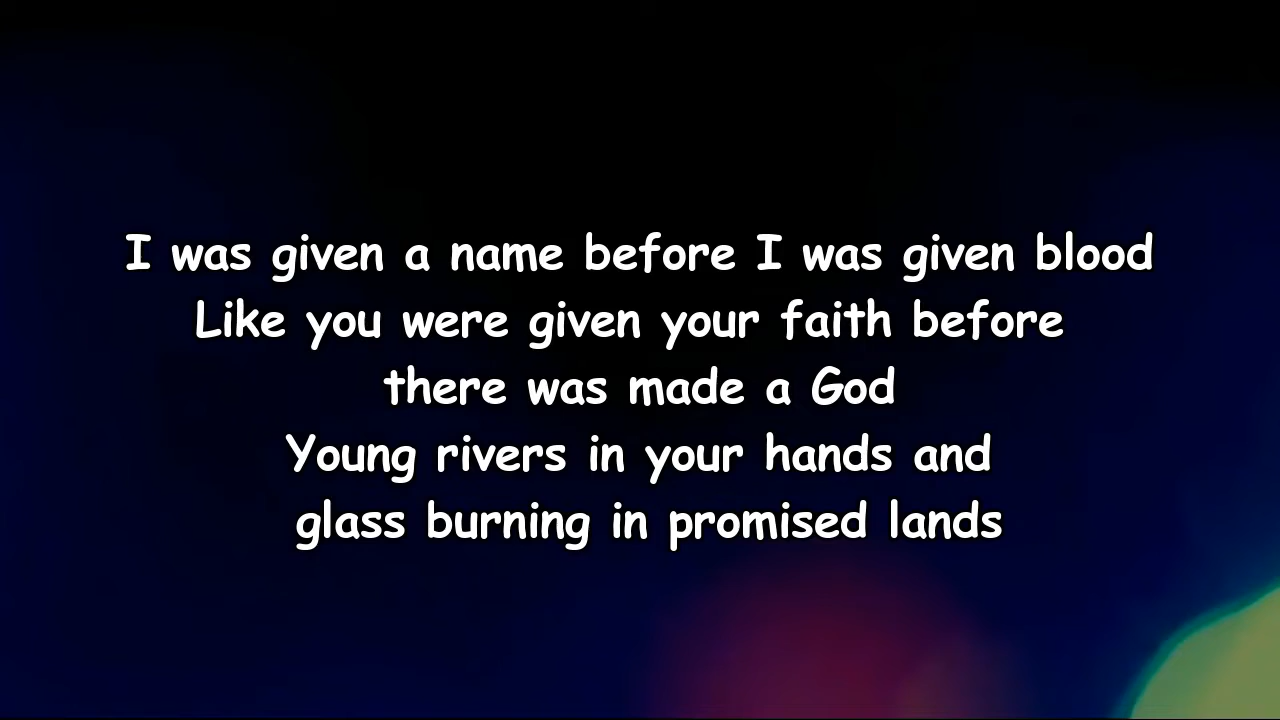 I was given a name before I was given blood
Like you were given your faith before
there was made a God
Young rivers in your hands and
glass burning in promised lands